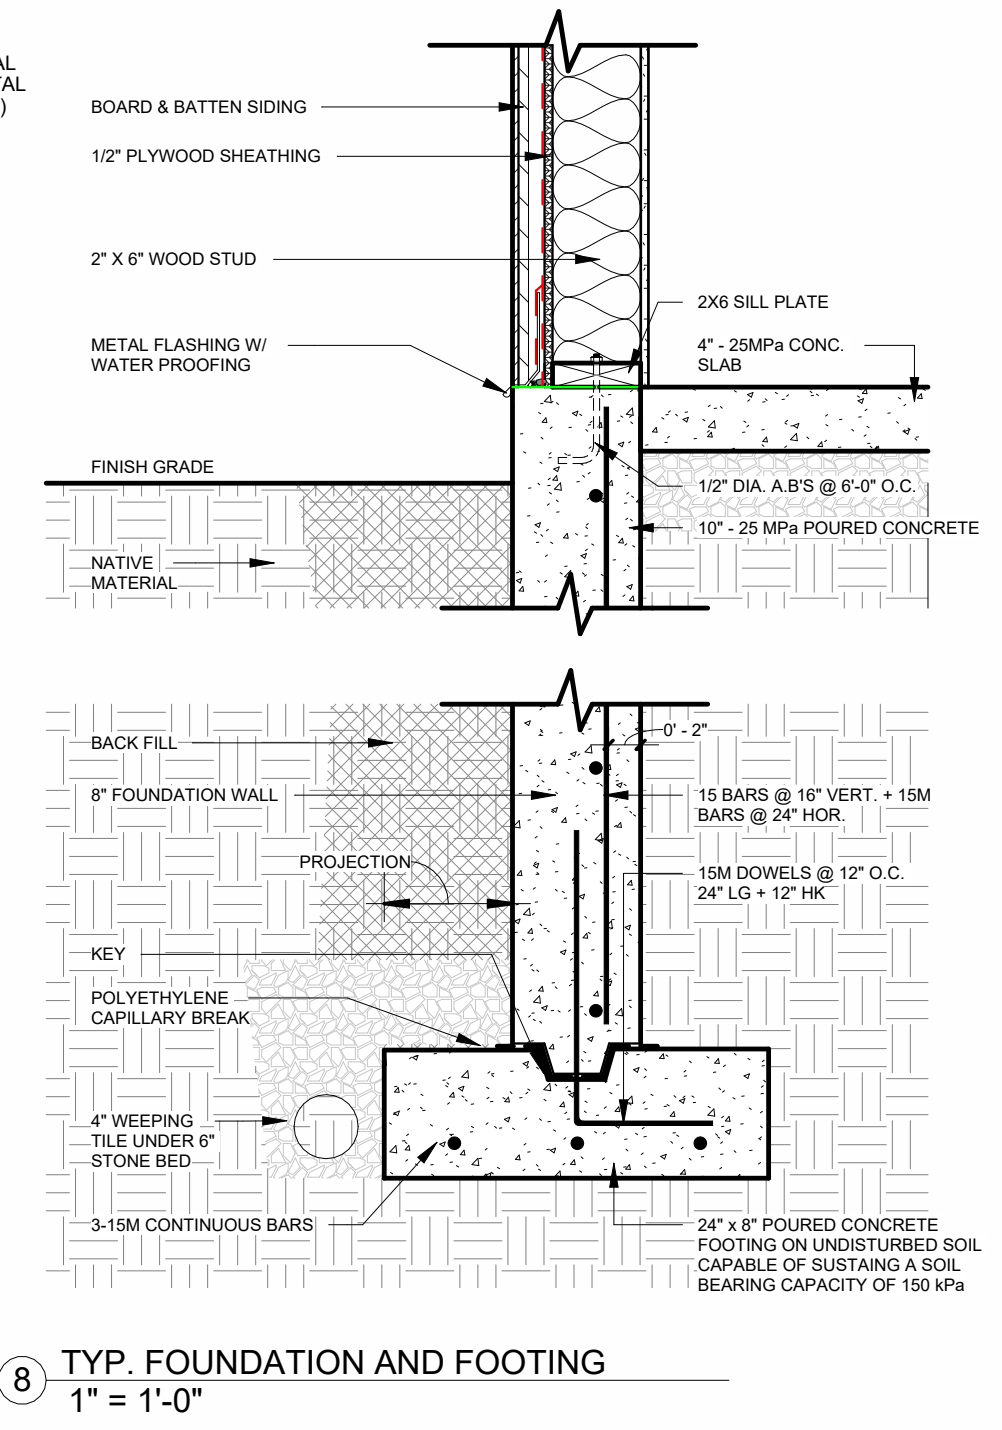 AL
TAL
)
BOARD & BATTEN SIDING
1/2" PLYWOOD SHEATHING
2" X 6" WOOD STUD
METAL FLASHING W/
WATER PROOFING
FINISH GRADE
NATIVE
MATERIAL
2X6 SILL PLATE
4" - 25MPa CONC.
SLAB
1/2" DIA. A.B'S @ 6'-0" O.C.
10" - 25 MPa POURED CONCRETE
BACK FILL
8" FOUNDATION WALL
PROJECTION
KEY
POLYETHYLENE
CAPILLARY BREAK
4" WEEPING
TILE UNDER 6"
STONE BED
3-15M CONTINUOUS BARS
0' - 2"
15 BARS @ 16" VERT. + 15M
BARS @ 24" HOR.
15M DOWELS @ 12" O.C.
24" LG + 12" HK
24" x 8" POURED CONCRETE
FOOTING ON UNDISTURBED SOIL
CAPABLE OF SUSTAING A SOIL
BEARING CAPACITY OF 150 kPa
8
TYP. FOUNDATION AND FOOTING
1" = 1'-0"